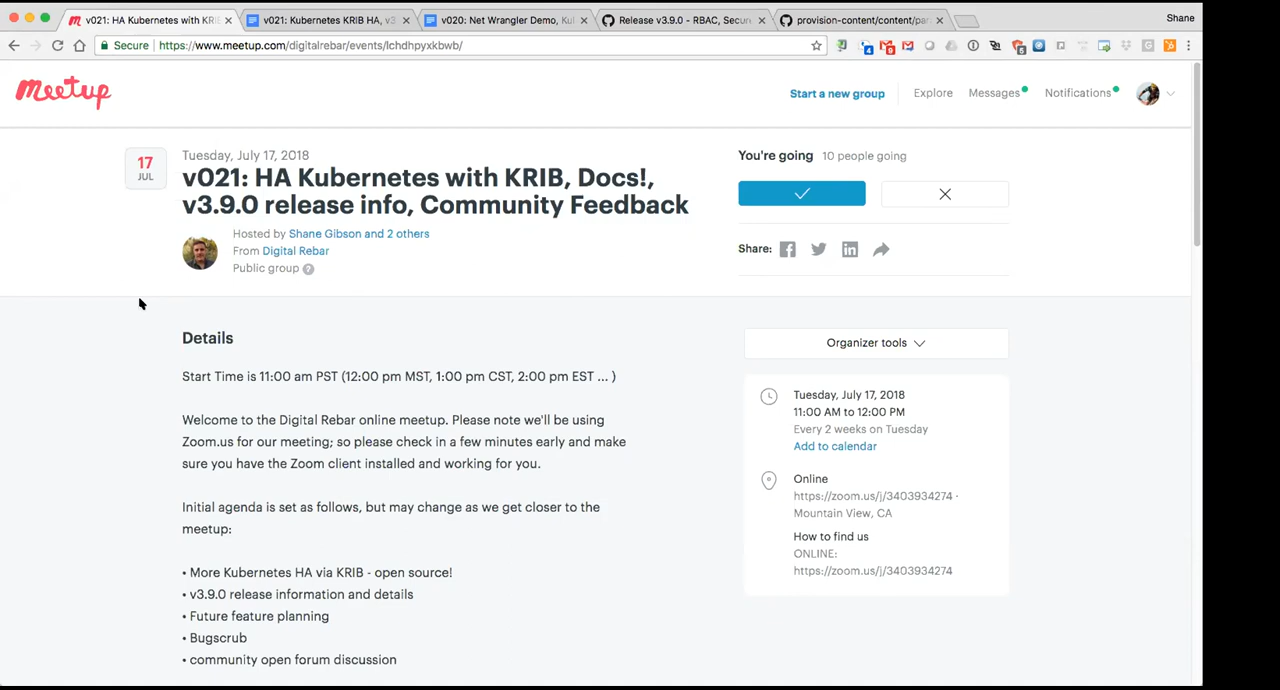 v021: HA Kubernetes with KRIB
v021: Kubernetes KRIB HA, v3
v020: Net Wrangler Demo, Kub
Release v3.9.0 - RBAC, Secure
provision-content/content/par
Shane
Secure https://www.meetup.com/digitalrebar/events/lchdhpyxkbwb/
meetup
Start a new group
Explore
Messages
Notifications
17
JUL
Tuesday, July 17, 2018
v021: HA Kubernetes with KRIB, Docs!,
v3.9.0 release info, Community Feedback
Hosted by Shane Gibson and 2 others
From Digital Rebar
Public group ?
You're going 10 people going
Share:
Details
Start Time is 11:00 am PST (12:00 pm MST, 1:00 pm CST, 2:00 pm EST ... )
Welcome to the Digital Rebar online meetup. Please note we'll be using
Zoom.us for our meeting; so please check in a few minutes early and make
sure you have the Zoom client installed and working for you.
Initial agenda is set as follows, but may change as we get closer to the
meetup:
• More Kubernetes HA via KRIB - open source!
• v3.9.0 release information and details
• Future feature planning
• Bugscrub
• community open forum discussion
Organizer tools
Tuesday, July 17, 2018
11:00 AM to 12:00 PM
Every 2 weeks on Tuesday
Add to calendar
Online
https://zoom.us/j/3403934274 ·
Mountain View, CA
How to find us
ONLINE:
https://zoom.us/j/3403934274